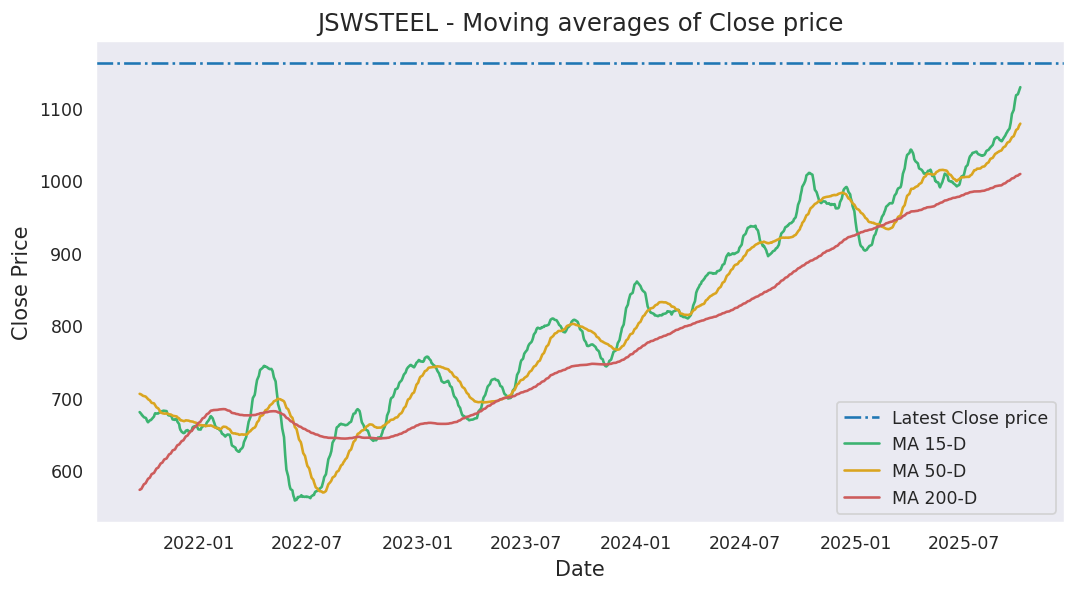 JSWSTEEL - Moving averages of Close price
Close Price
1100
1000
900
800
700
600
2022-01 2022-07 2023-01 2023-07 2024-01 2024-07 2025-01 2025-07
Date
Latest Close price
MA 15-D
MA 50-D
MA 200-D